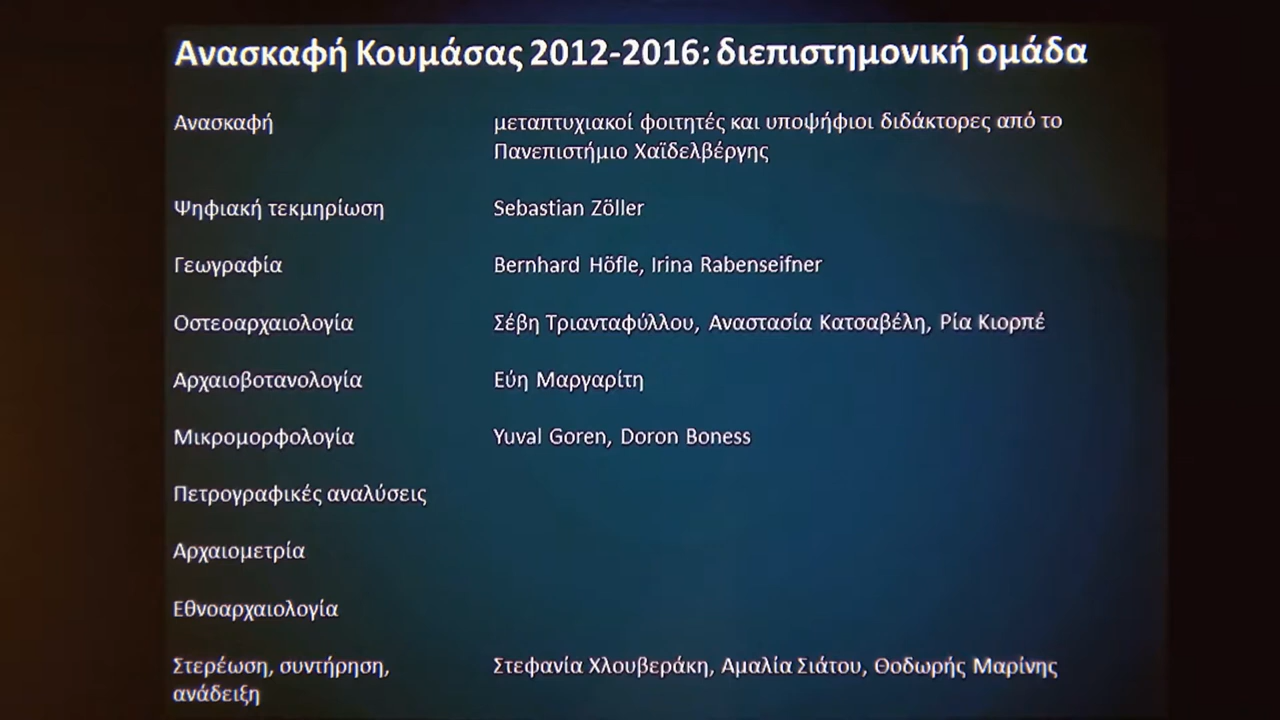 Ανασκαφή Κουμάσας 2012-2016: διεπιστημονική ομάδα
Ανασκαφή μεταπτυχιακοί φοιτητές και υποψήφιοι διδάκτορες από το
Πανεπιστήμιο Χαϊδελβέργης
Ψηφιακή τεκμηρίωση Sebastian Zöller
Γεωγραφία Bernhard Höfle, Irina Rabenseifner
Οστεοαρχαιολογία Σέβη Τριανταφύλλου, Αναστασία Κατσαβέλη, Ρία Κιορπέ
Αρχαιοβοτανολογία Εύη Μαργαρίτη
Μικρομορφολογία Yuval Goren, Doron Boness
Πετρογραφικές αναλύσεις
Αρχαιομετρία
Εθνοαρχαιολογία
Στερέωση, συντήρηση, Στεφανία Χλουβεράκη, Αμαλία Σιάτου, Θοδωρής Μαρίνης
ανάδειξη